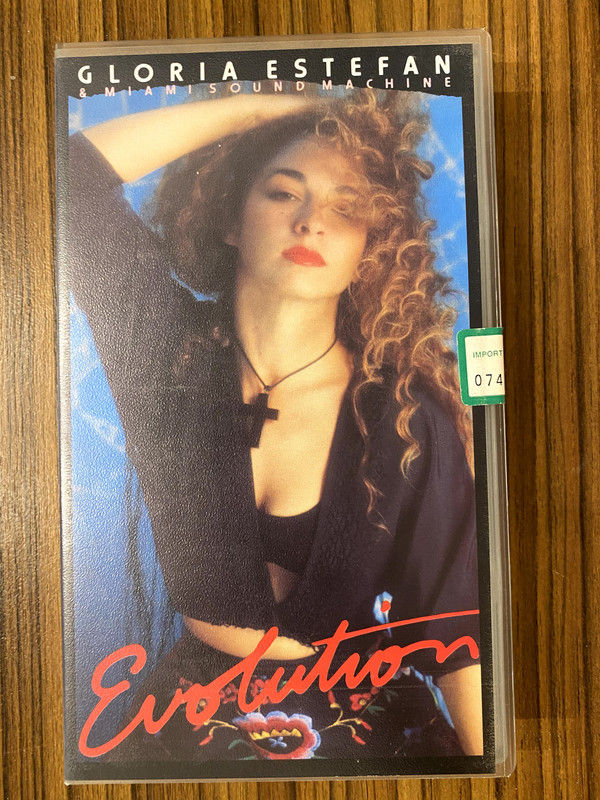 GLORIA ESTEFAN
& MIAMI SOUND MACHINE
IMPORT
074
Evolution